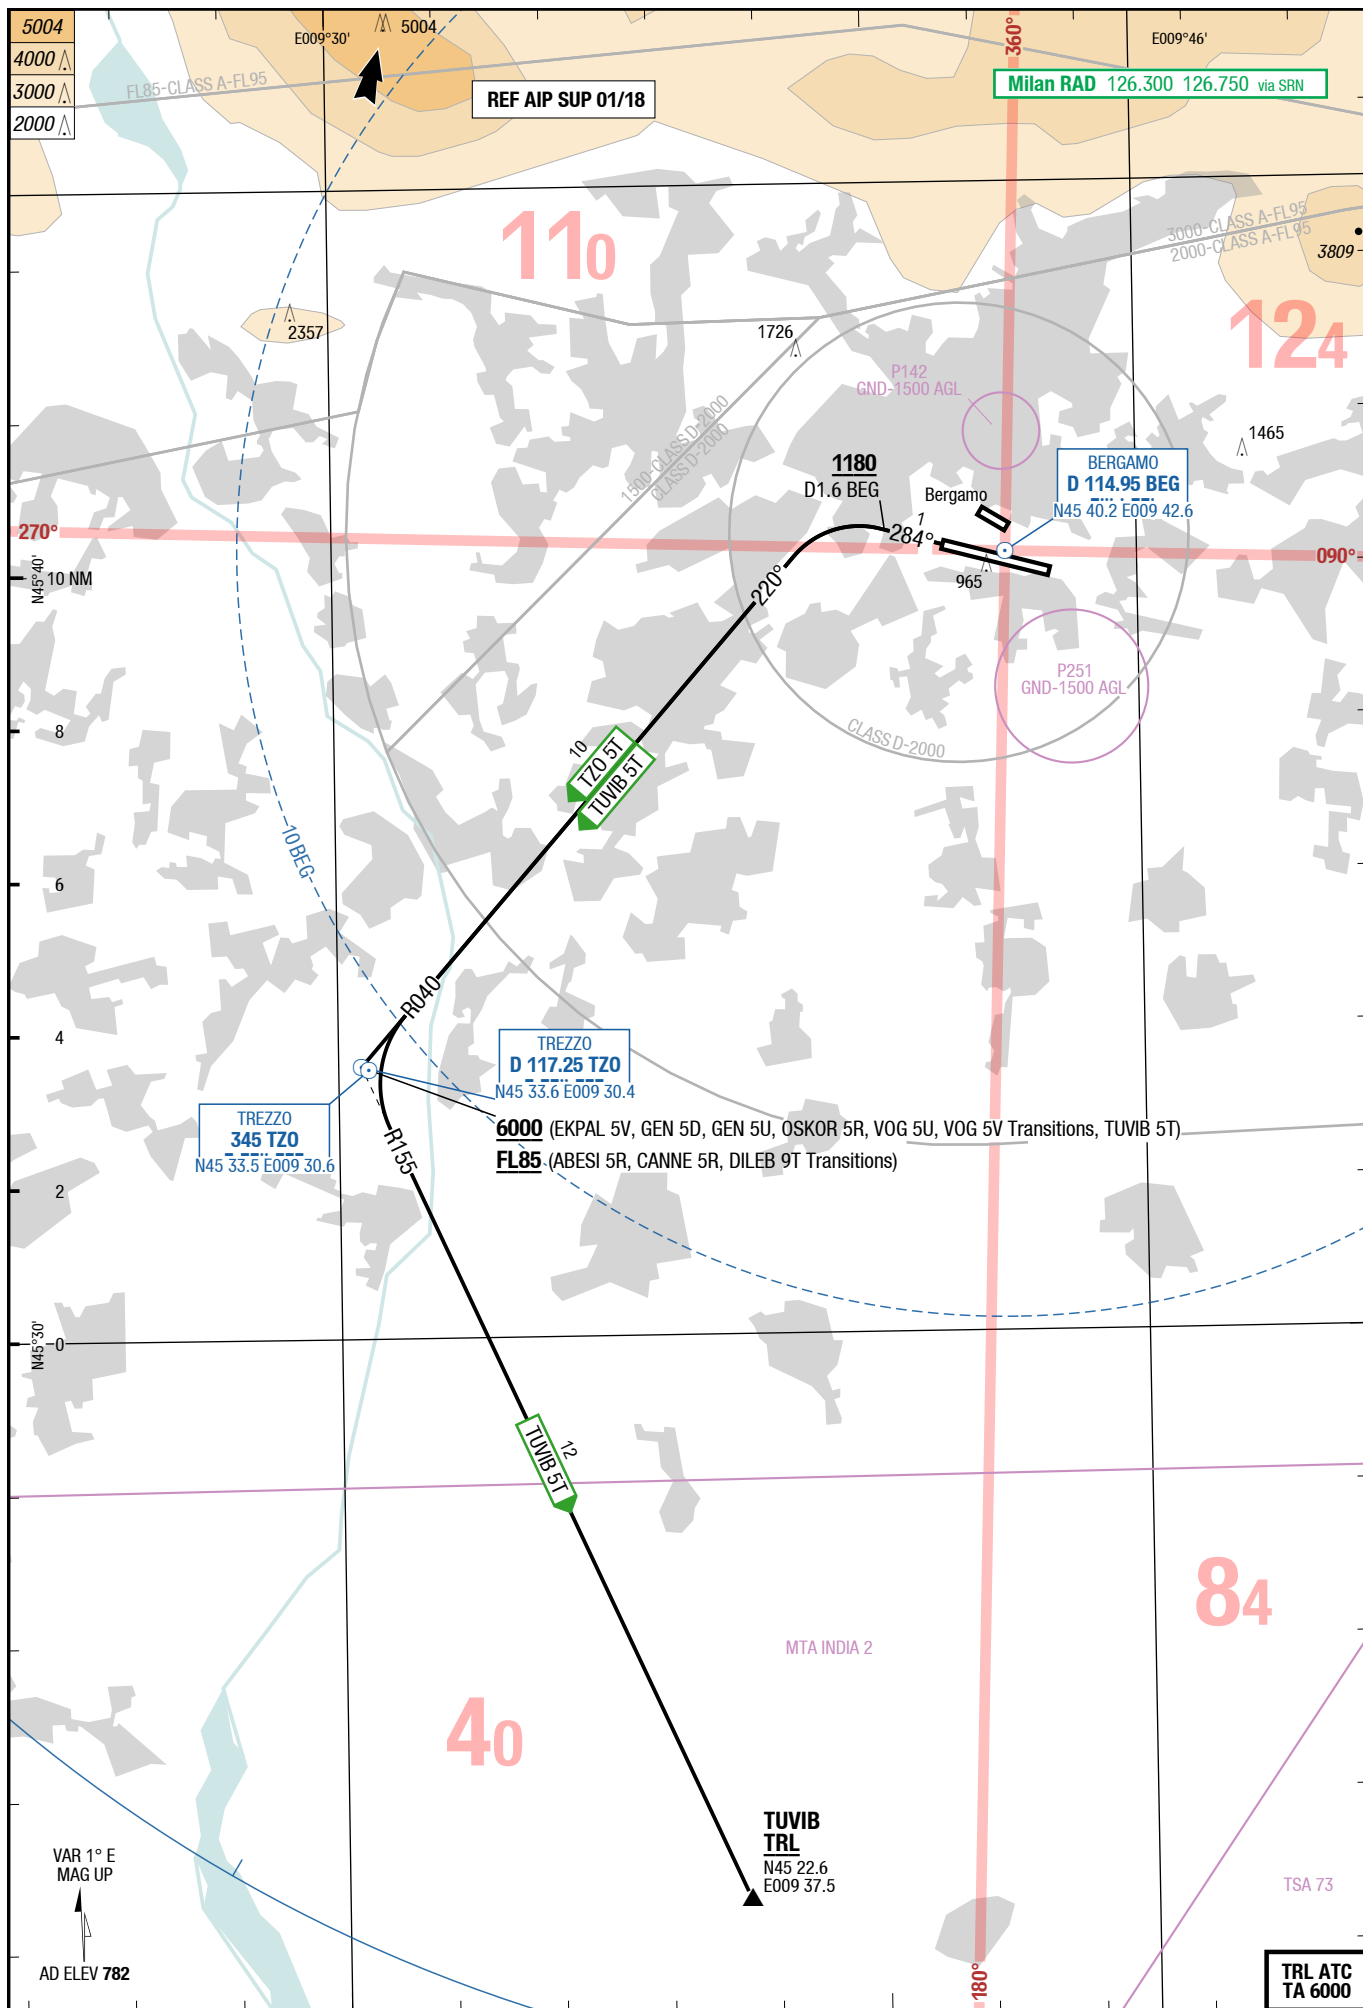 5004
4000
3000
2000
E009°30'
5004
360°
E009°46'
FL85-CLASS A-FL95
REF AIP SUP 01/18
Milan RAD 126.300 126.750 via SRN
110
3000-CLASS A-FL95
2000-CLASS A-FL95
3809
124
2357
1726
P142
GND-1500 AGL
1465
1500-CLASS D-2000
CLASS D-2000
1180
D1.6 BEG
Bergamo
BERGAMO
D 114.95 BEG
N45 40.2 E009 42.6
270°
1
284°
090°
N45°40'
10 NM
220°
965
P251
GND-1500 AGL
CLASS D-2000
8
10
TZO 5T
TUVIB 5T
10 BEG
6
R040
4
TREZZO
D 117.25 TZO
N45 33.6 E009 30.4
TREZZO
345 TZO
N45 33.5 E009 30.6
6000 (EKPAL 5V, GEN 5D, GEN 5U, OSKOR 5R, VOG 5U, VOG 5V Transitions, TUVIB 5T)
FL85 (ABESI 5R, CANNE 5R, DILEB 9T Transitions)
R155
2
N45°30'
0
12
TUVIB 5T
84
MTA INDIA 2
40
TUVIB
TRL
N45 22.6
E009 37.5
VAR 1° E
MAG UP
AD ELEV 782
TSA 73
180°
TRL ATC
TA 6000